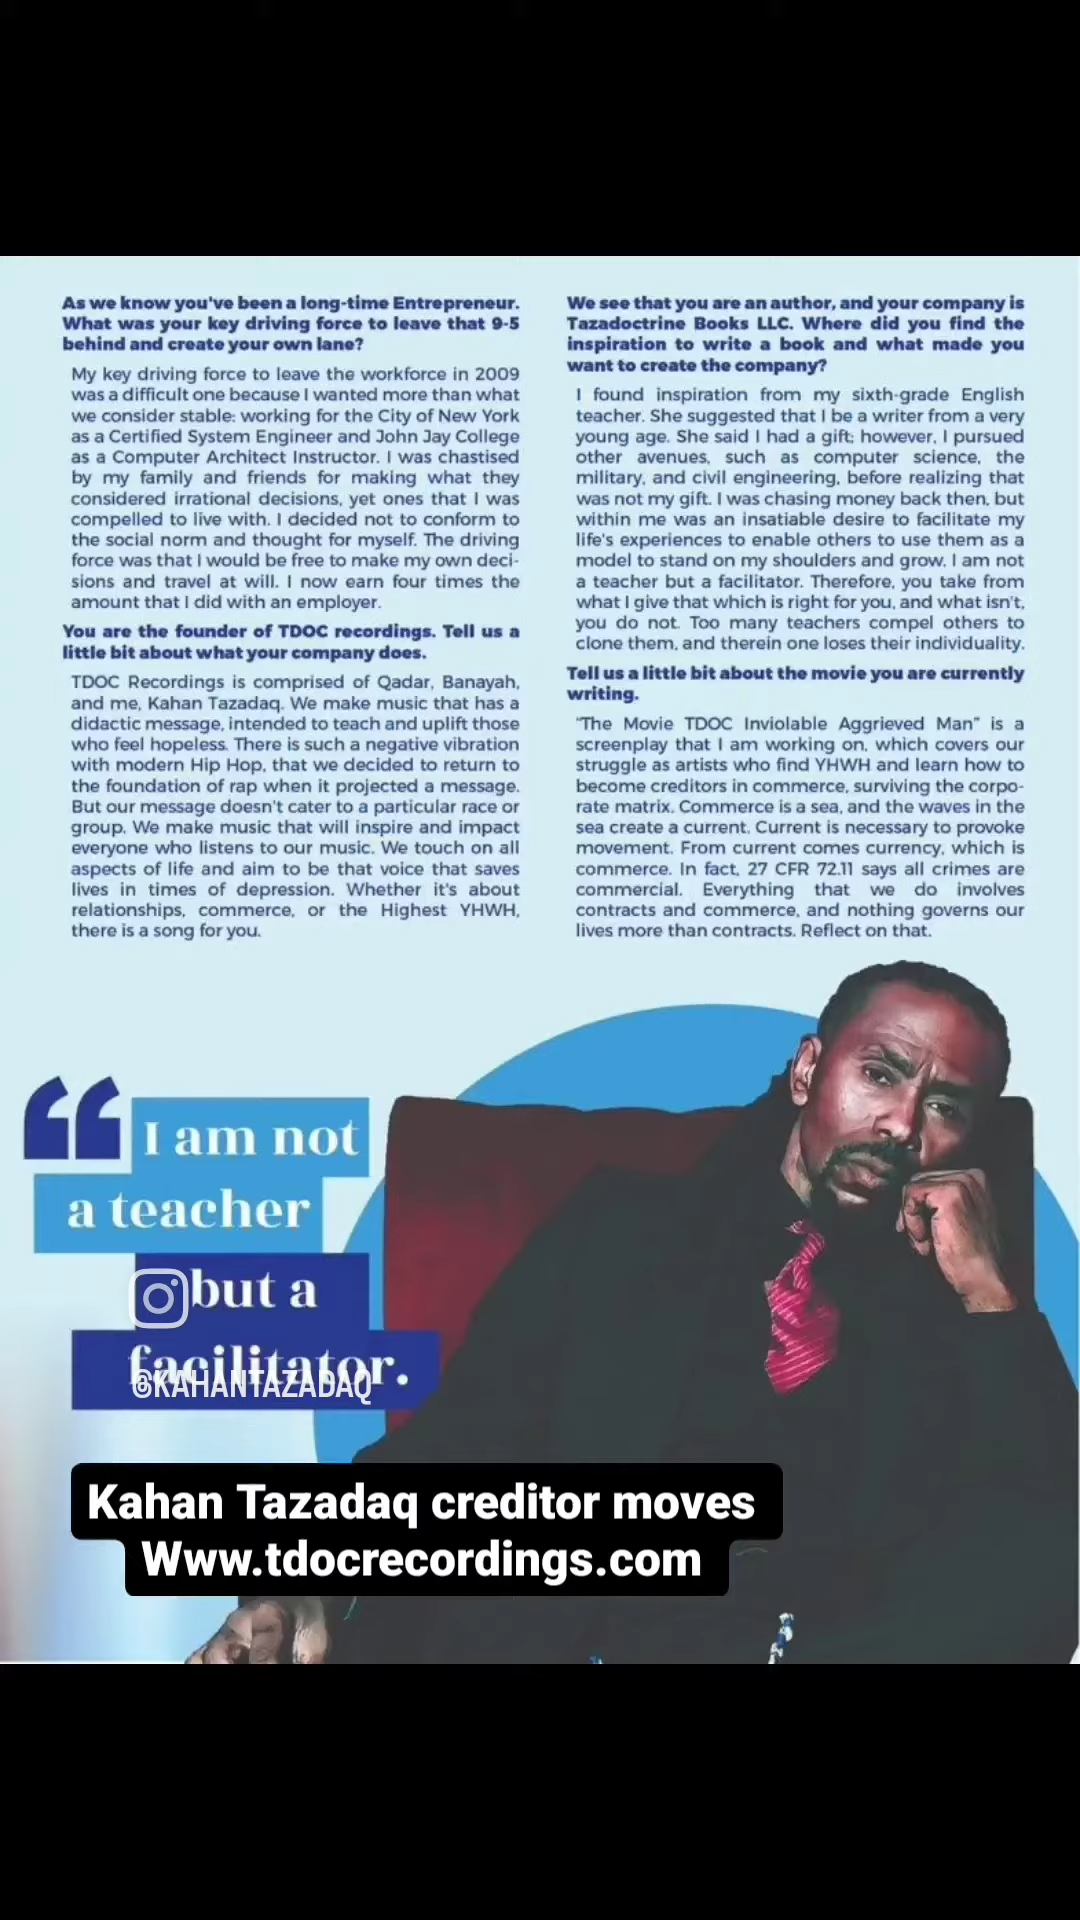 As we know you've been a long-time Entrepreneur.
What was your key driving force to leave that 9-5
behind and create your own lane?
My key driving force to leave the workforce in 2009
was a difficult one because I wanted more than what
we consider stable: working for the City of New York
as a Certified System Engineer and John Jay College
as a Computer Architect Instructor. I was chastised
by my family and friends for making what they
considered irrational decisions, yet ones that I was
compelled to live with. I decided not to conform to
the social norm and thought for myself. The driving
force was that I would be free to make my own deci-
sions and travel at will. I now earn four times the
amount that I did with an employer.
You are the founder of TDOC recordings. Tell us a
little bit about what your company does.
TDOC Recordings is comprised of Qadar, Banayah,
and me, Kahan Tazadaq. We make music that has a
didactic message, intended to teach and uplift those
who feel hopeless. There is such a negative vibration
with modern Hip Hop, that we decided to return to
the foundation of rap when it projected a message.
But our message doesn't cater to a particular race or
group. We make music that will inspire and impact
everyone who listens to our music. We touch on all
aspects of life and aim to be that voice that saves
lives in times of depression. Whether it's about
relationships, commerce, or the Highest YHWH,
there is a song for you.
We see that you are an author, and your company is
Tazadoctrine Books LLC. Where did you find the
inspiration to write a book and what made you
want to create the company?
I found inspiration from my sixth-grade English
teacher. She suggested that I be a writer from a very
young age. She said I had a gift; however, I pursued
other avenues, such as computer science, the
military, and civil engineering, before realizing that
was not my gift. I was chasing money back then, but
within me was an insatiable desire to facilitate my
life's experiences to enable others to use them as a
model to stand on my shoulders and grow. I am not
a teacher but a facilitator. Therefore, you take from
what I give that which is right for you, and what isn't,
you do not. Too many teachers compel others to
clone them, and therein one loses their individuality.
Tell us a little bit about the movie you are currently
writing.
"The Movie TDOC Inviolable Aggrieved Man" is a
screenplay that I am working on, which covers our
struggle as artists who find YHWH and learn how to
become creditors in commerce, surviving the corpo-
rate matrix. Commerce is a sea, and the waves in the
sea create a current. Current is necessary to provoke
movement. From current comes currency, which is
commerce. In fact, 27 CFR 72.11 says all crimes are
commercial. Everything that we do involves
contracts and commerce, and nothing governs our
lives more than contracts. Reflect on that.
“I am not
a teacher
but a
facilitator.
@KAHANTAZADAQ
Kahan Tazadaq creditor moves
Www.tdocrecordings.com